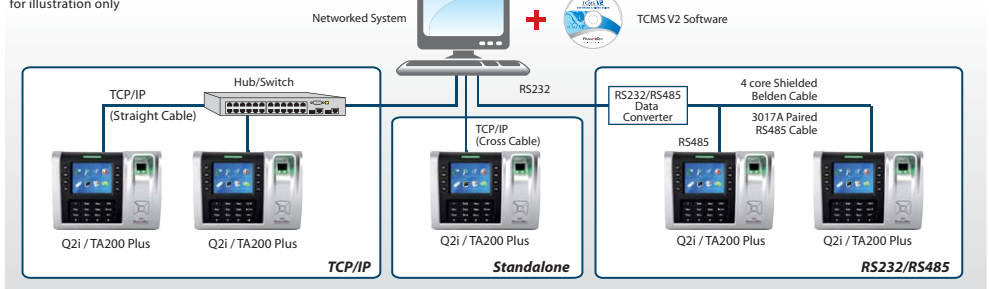 for illustration only
Networked System
TCMS V2
TCMS V2 Software
TCP/IP
(Straight Cable)
Hub/Switch
RS232
TCP/IP
(Cross Cable)
RS232/RS485
Data
Converter
4 core Shielded
Belden Cable
3017A Paired
RS485 Cable
RS485
Q2i / TA200 Plus
Q2i / TA200 Plus
Q2i / TA200 Plus
Q2i / TA200 Plus
Q2i / TA200 Plus
TCP/IP
Standalone
RS232/RS485